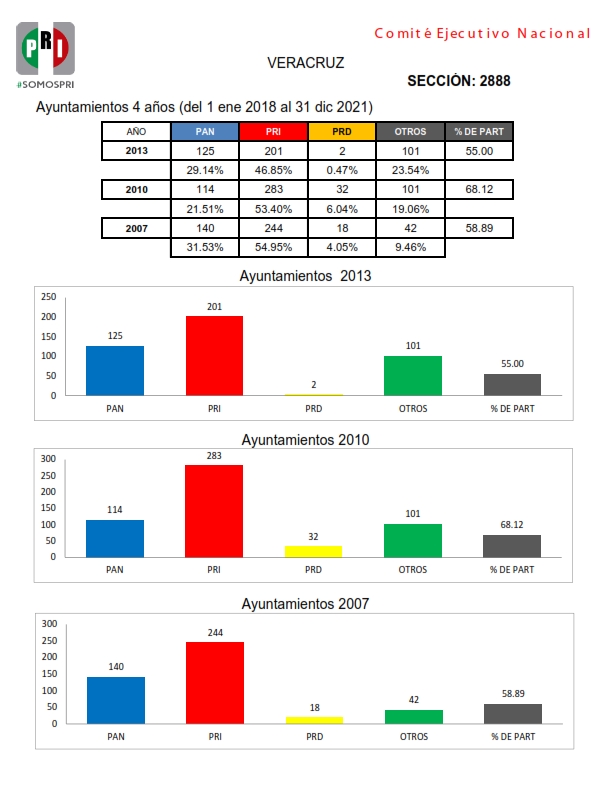 Comité Ejecutivo Nacional
PRI
#SOMOSPRI
VERACRUZ
SECCIÓN: 2888
Ayuntamientos 4 años (del 1 ene 2018 al 31 dic 2021)
AÑO PAN PRI PRD OTROS % DE PART
2013 125 201 2 101 55.00
29.14% 46.85% 0.47% 23.54%
2010 114 283 32 101 68.12
21.51% 53.40% 6.04% 19.06%
2007 140 244 18 42 58.89
31.53% 54.95% 4.05% 9.46%
Ayuntamientos 2013
250
200
150
100
50
0
125 201 2 101 55.00
PAN PRI PRD OTROS % DE PART
Ayuntamientos 2010
300
250
200
150
100
50
0
114 283 32 101 68.12
PAN PRI PRD OTROS % DE PART
Ayuntamientos 2007
300
250
200
150
100
50
0
140 244 18 42 58.89
PAN PRI PRD OTROS % DE PART